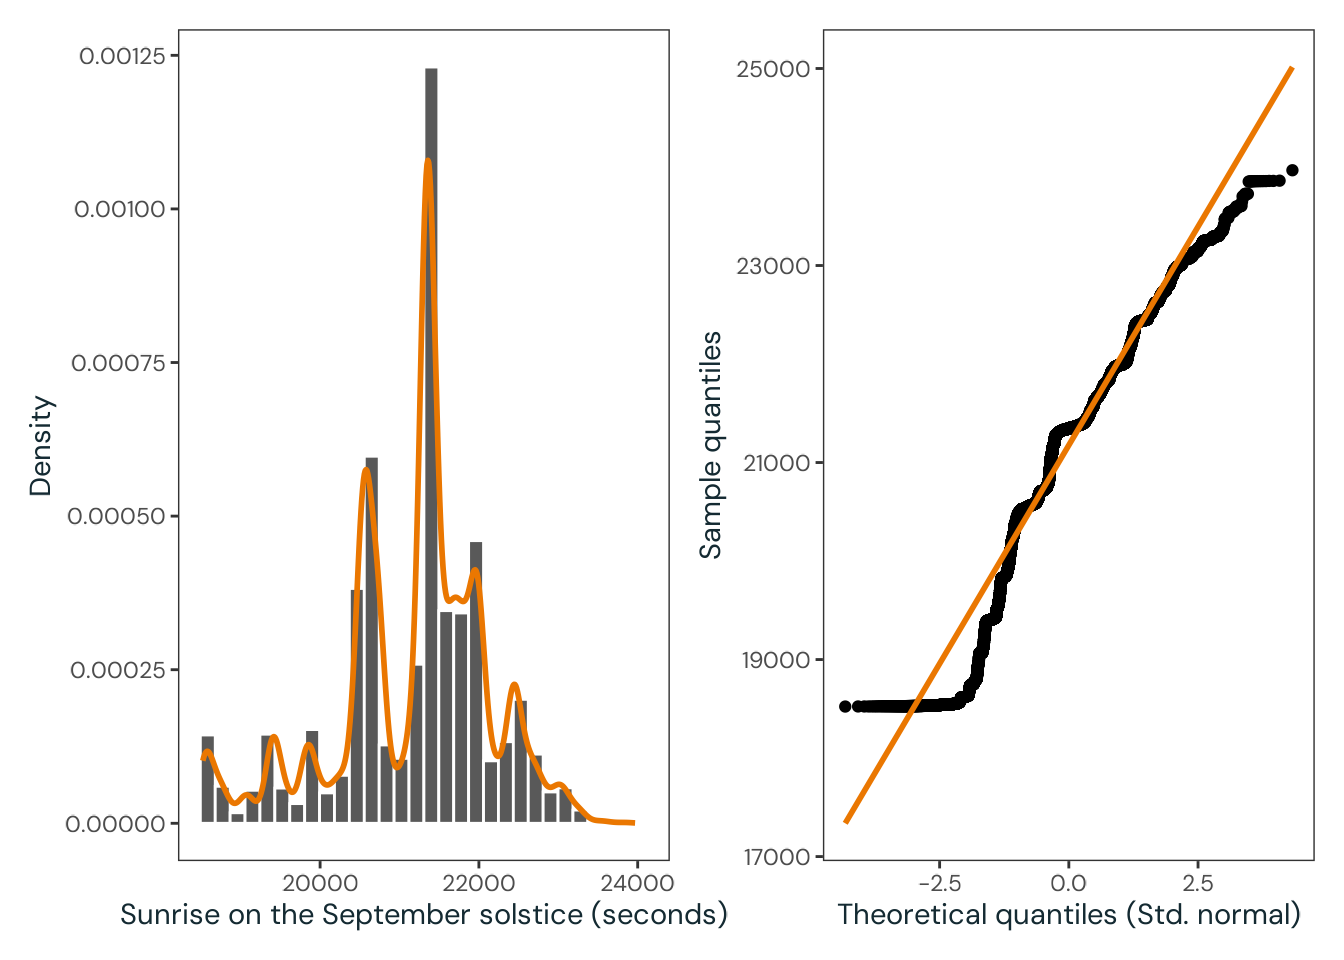 0.00125
0.00100
0.00075
0.00050
0.00025
0.00000
Density
20000 22000 24000
Sunrise on the September solstice (seconds)
25000
23000
21000
19000
17000
Sample quantiles
−2.5 0.0 2.5
Theoretical quantiles (Std. normal)